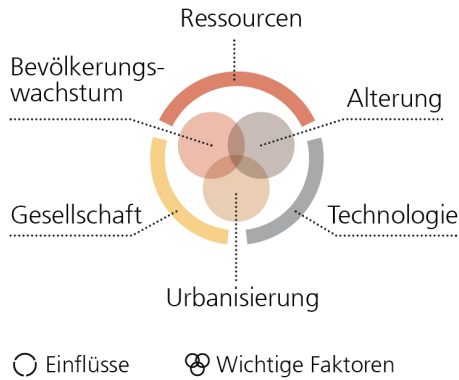 Ressourcen
Bevölkerungs-
wachstum
Alterung
Gesellschaft
Technologie
Urbanisierung
Einflüsse
Wichtige Faktoren